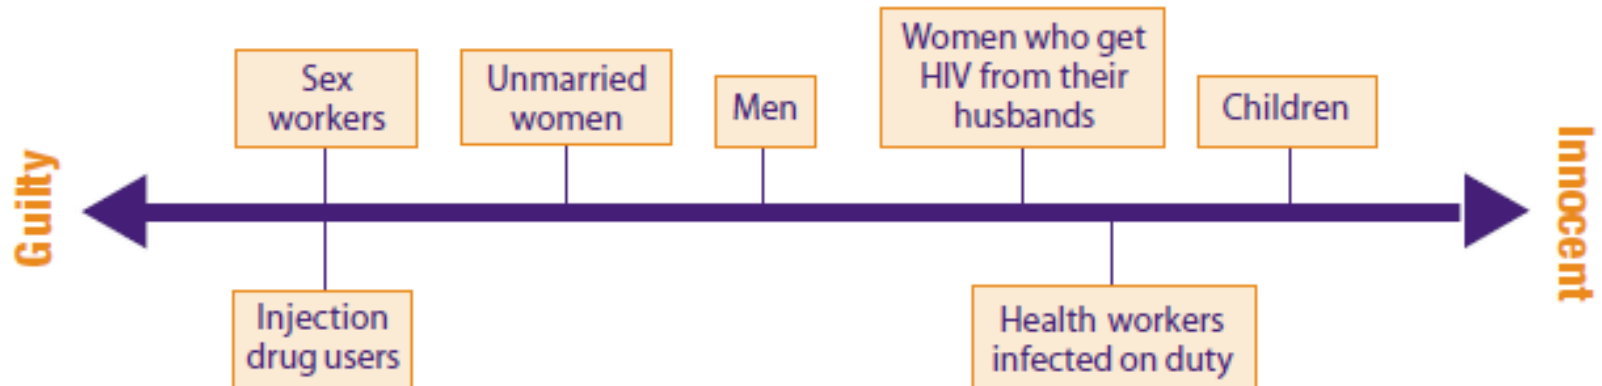 Guilty
Sex
workers
Unmarried
women
Men
Women who get
HIV from their
husbands
Children
Innocent
Injection
drug users
Health workers
infected on duty